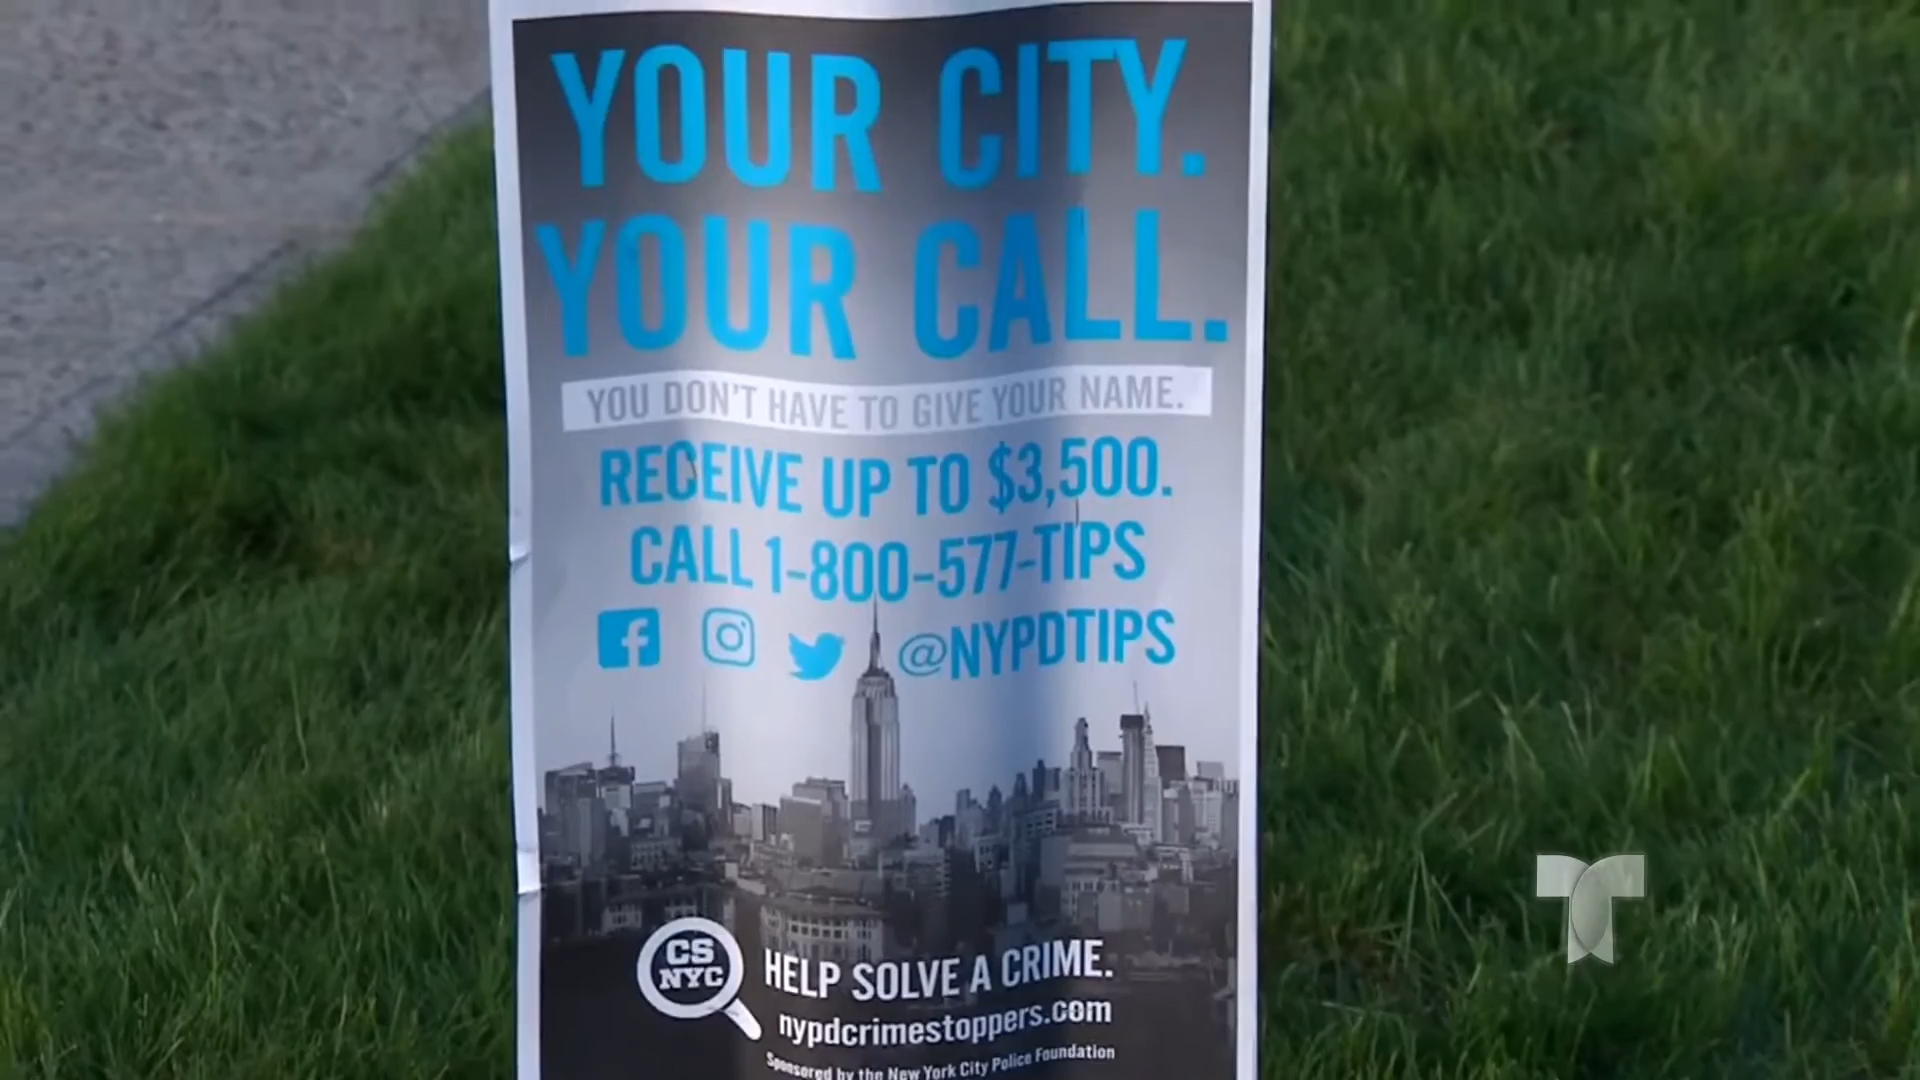 YOUR CITY.
YOUR CALL.
YOU DON'T HAVE TO GIVE YOUR NAME.
RECEIVE UP TO $3,500.
CALL 1-800-577-TIPS
@NYPDTIPS
CS
NYC
HELP SOLVE A CRIME.
nypdcrimestoppers.com
Sponsored by the New York City Police Foundation